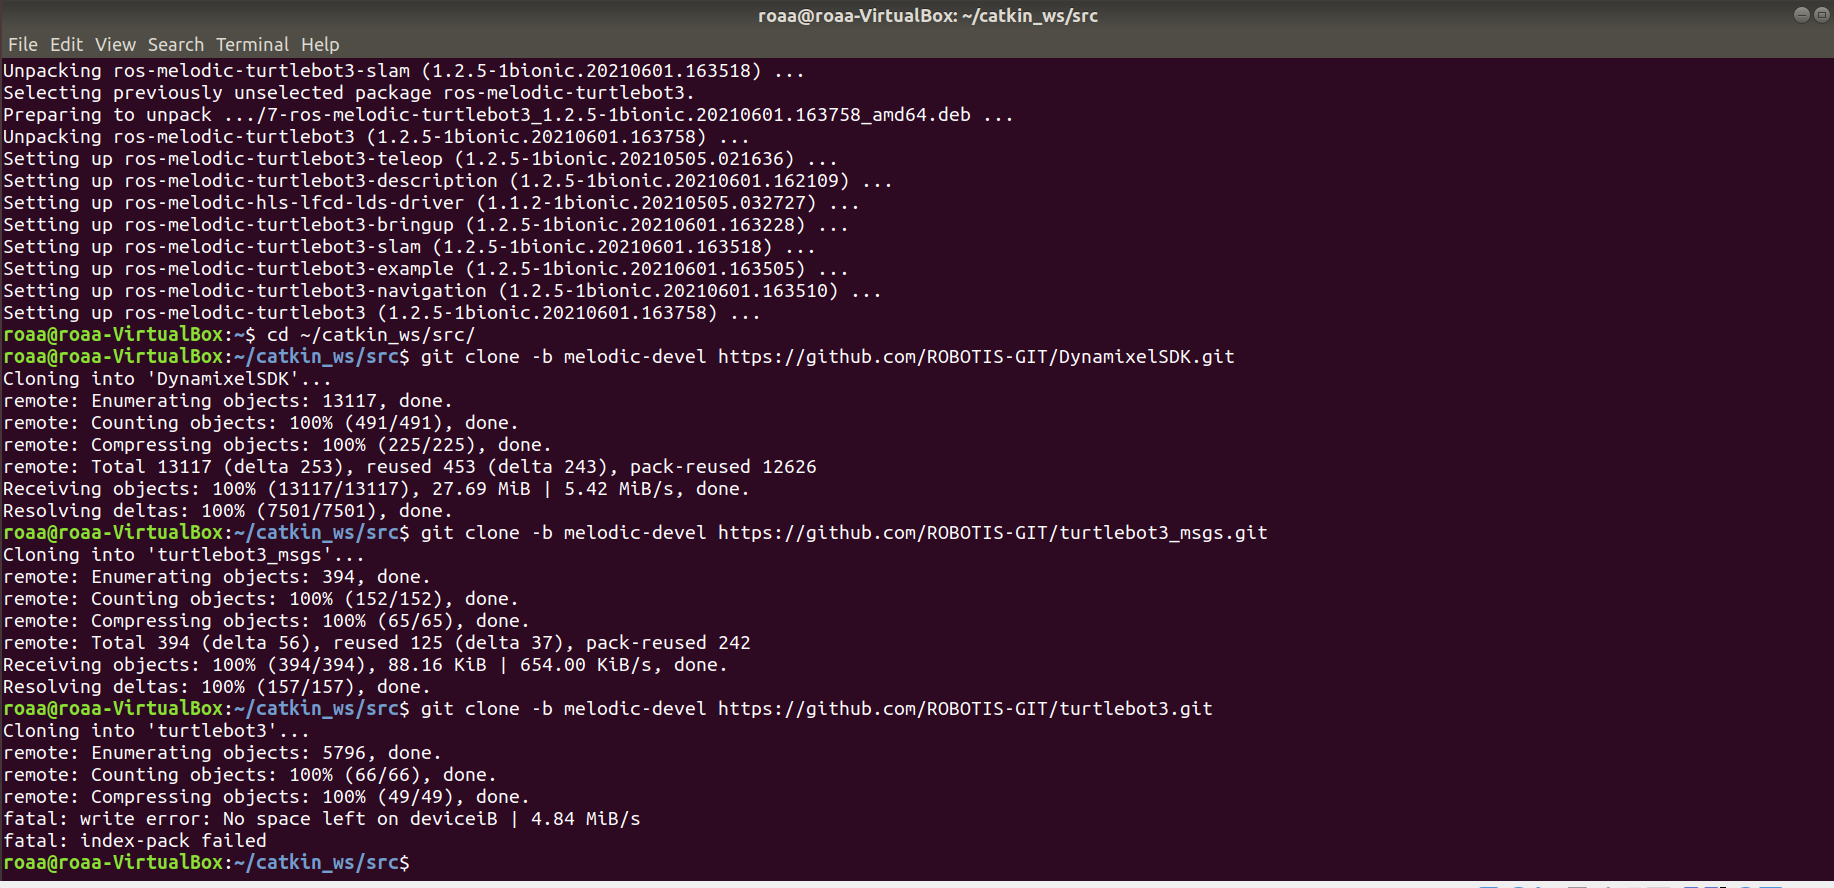 roaa@roaa-VirtualBox: ~/catkin_ws/src
File Edit View Search Terminal Help
Unpacking ros-melodic-turtlebot3-slam (1.2.5-1bionic.20210601.163518) ...
Selecting previously unselected package ros-melodic-turtlebot3.
Preparing to unpack .../7-ros-melodic-turtlebot3_1.2.5-1bionic.20210601.163758_amd64.deb ...
Unpacking ros-melodic-turtlebot3 (1.2.5-1bionic.20210601.163758) ...
Setting up ros-melodic-turtlebot3-teleop (1.2.5-1bionic.20210505.021636) ...
Setting up ros-melodic-turtlebot3-description (1.2.5-1bionic.20210601.162109) ...
Setting up ros-melodic-hls-lfcd-lds-driver (1.1.2-1bionic.20210505.032727) ...
Setting up ros-melodic-turtlebot3-bringup (1.2.5-1bionic.20210601.163228) ...
Setting up ros-melodic-turtlebot3-slam (1.2.5-1bionic.20210601.163518) ...
Setting up ros-melodic-turtlebot3-example (1.2.5-1bionic.20210601.163505) ...
Setting up ros-melodic-turtlebot3-navigation (1.2.5-1bionic.20210601.163510) ...
Setting up ros-melodic-turtlebot3 (1.2.5-1bionic.20210601.163758) ...
roaa@roaa-VirtualBox:~$ cd ~/catkin_ws/src/
roaa@roaa-VirtualBox:~/catkin_ws/src$ git clone -b melodic-devel https://github.com/ROBOTIS-GIT/DynamixelSDK.git
Cloning into 'DynamixelSDK'...
remote: Enumerating objects: 13117, done.
remote: Counting objects: 100% (491/491), done.
remote: Compressing objects: 100% (225/225), done.
remote: Total 13117 (delta 253), reused 453 (delta 243), pack-reused 12626
Receiving objects: 100% (13117/13117), 27.69 MiB | 5.42 MiB/s, done.
Resolving deltas: 100% (7501/7501), done.
roaa@roaa-VirtualBox:~/catkin_ws/src$ git clone -b melodic-devel https://github.com/ROBOTIS-GIT/turtlebot3_msgs.git
Cloning into 'turtlebot3_msgs'...
remote: Enumerating objects: 394, done.
remote: Counting objects: 100% (152/152), done.
remote: Compressing objects: 100% (65/65), done.
remote: Total 394 (delta 56), reused 125 (delta 37), pack-reused 242
Receiving objects: 100% (394/394), 88.16 KiB | 654.00 KiB/s, done.
Resolving deltas: 100% (157/157), done.
roaa@roaa-VirtualBox:~/catkin_ws/src$ git clone -b melodic-devel https://github.com/ROBOTIS-GIT/turtlebot3.git
Cloning into 'turtlebot3'...
remote: Enumerating objects: 5796, done.
remote: Counting objects: 100% (66/66), done.
remote: Compressing objects: 100% (49/49), done.
fatal: write error: No space left on deviceiB | 4.84 MiB/s
fatal: index-pack failed
roaa@roaa-VirtualBox:~/catkin_ws/src$